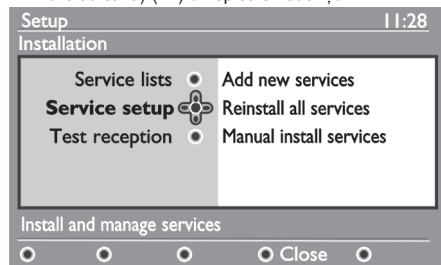 Setup 11:28
Installation
Service lists Add new services
Service setup Reinstall all services
Test reception Manual install services
Install and manage services
Close